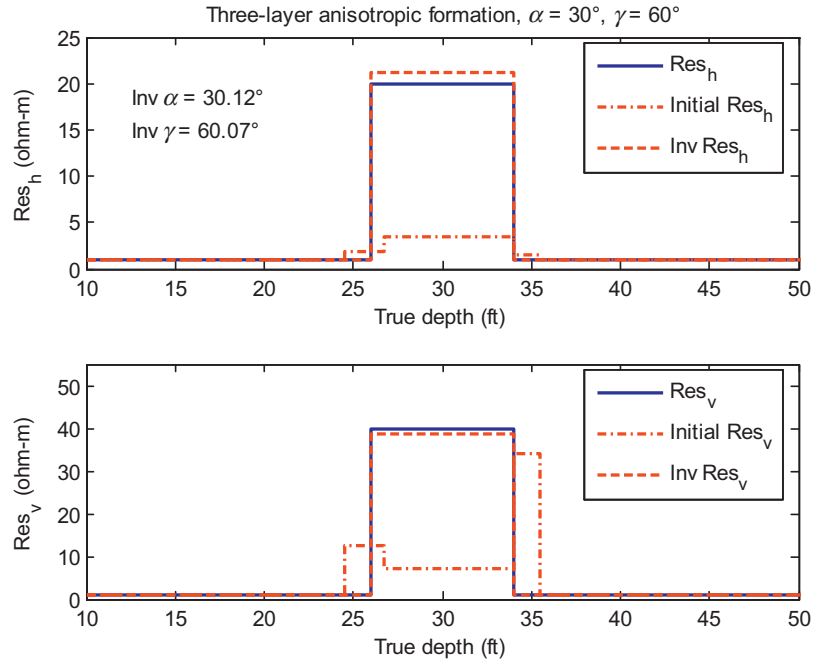 Three-layer anisotropic formation, α = 30°, γ = 60°
25
20
15
10
5
0
Res_h (ohm-m)
Inv α = 30.12°
Inv γ = 60.07°
Res_h
Initial Res_h
Inv Res_h
10 15 20 25 30 35 40 45 50
True depth (ft)
50
40
30
20
10
0
Res_v (ohm-m)
Res_v
Initial Res_v
Inv Res_v
10 15 20 25 30 35 40 45 50
True depth (ft)